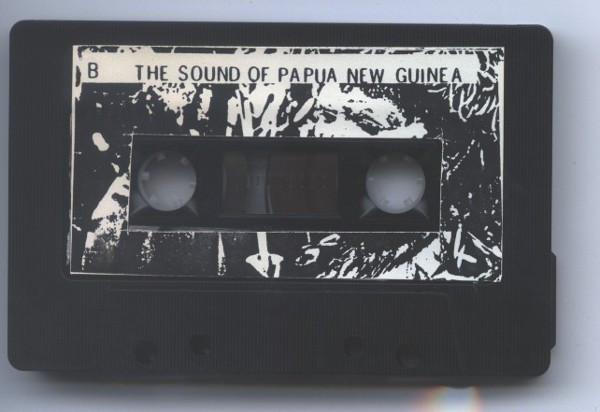 B THE SOUND OF PAPUA NEW GUINEA